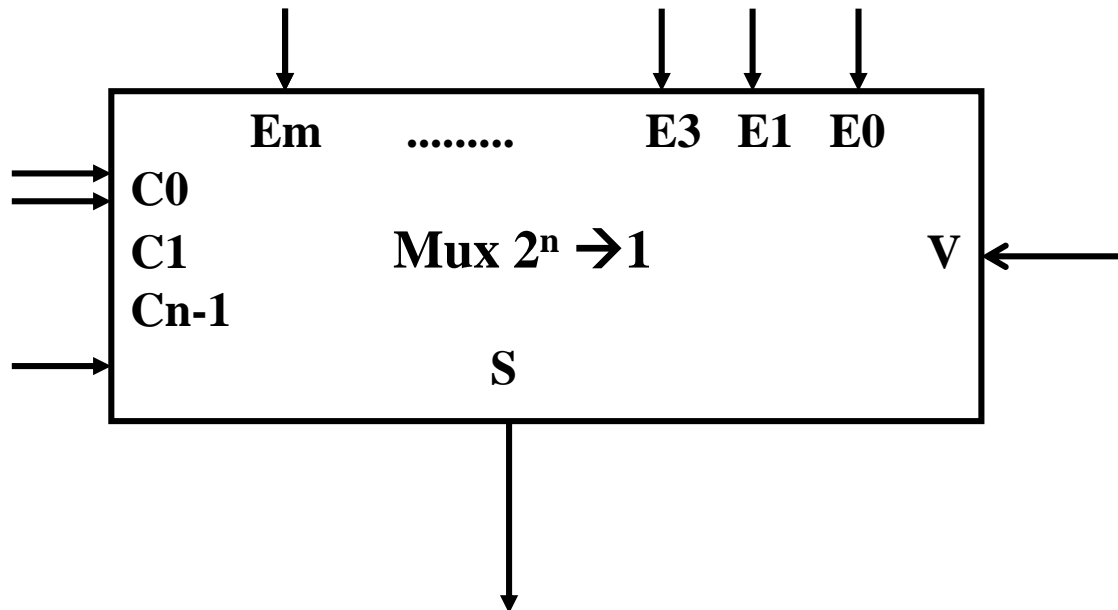 Em ......... E3 E1 E0
C0
C1 Mux 2ⁿ →1 V
Cn-1
S